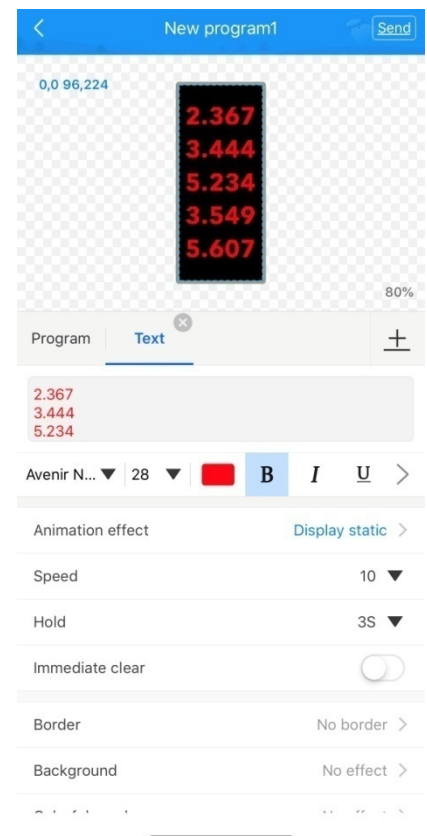 New program1
Send
0,0 96,224
2.367
3.444
5.234
3.549
5.607
80%
Program
Text
2.367
3.444
5.234
Avenir N... 28 B I U
Animation effect Display static
Speed 10
Hold 3S
Immediate clear
Border No border
Background No effect